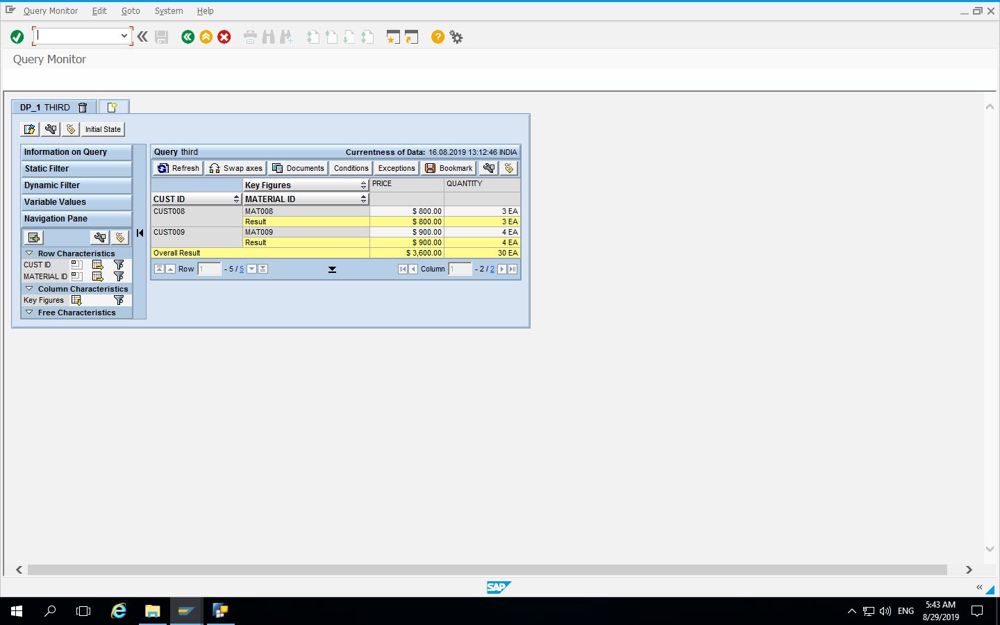 Query Monitor Edit Goto System Help
Query Monitor
DP_1 THIRD
Initial State
Information on Query
Static Filter
Dynamic Filter
Variable Values
Navigation Pane
Row Characteristics
CUST ID
MATERIAL ID
Column Characteristics
Key Figures
Free Characteristics
Query third Currentness of Data: 16.08.2019 13:12:46 INDIA
Refresh Swap axes Documents Conditions Exceptions Bookmark
Key Figures PRICE QUANTITY
CUST ID MATERIAL ID
CUST008 MAT008 $ 800.00 3 EA
Result $ 800.00 3 EA
CUST009 MAT009 $ 900.00 4 EA
Result $ 900.00 4 EA
Overall Result $ 3,600.00 30 EA
Row 1 - 5 / 5 Column 1 - 2 / 2
SAP
ENG
5:43 AM
8/29/2019